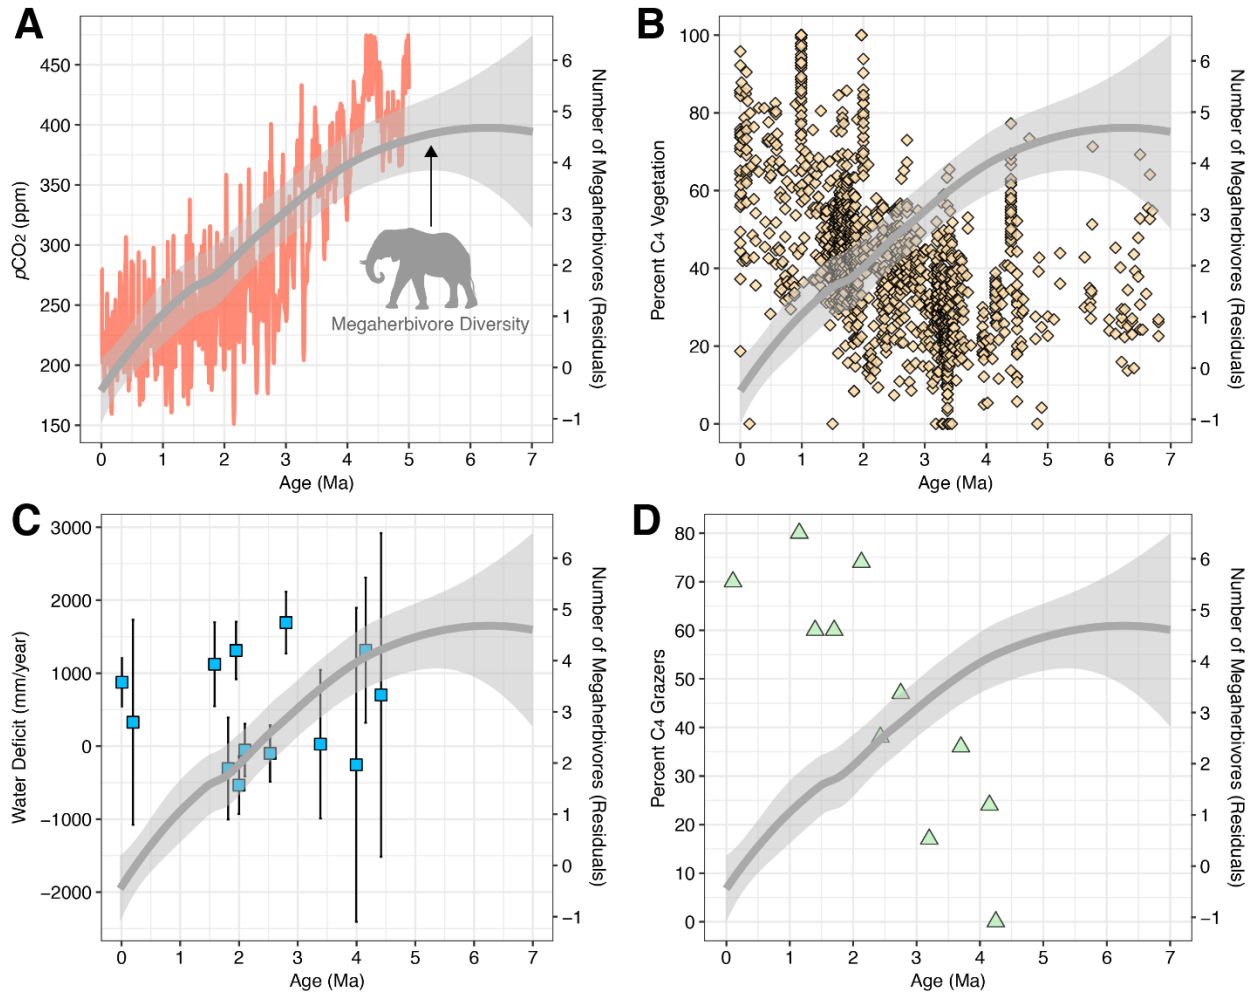 A
450
400
350
300
250
200
150
pCO2 (ppm)
0 1 2 3 4 5 6 7
Age (Ma)
Megaherbivore Diversity
6
5
4
3
2
1
0
−1
Number of Megaherbivores (Residuals)
B
100
80
60
40
20
0
Percent C4 Vegetation
0 1 2 3 4 5 6 7
Age (Ma)
6
5
4
3
2
1
0
−1
Number of Megaherbivores (Residuals)
C
3000
2000
1000
0
−1000
−2000
Water Deficit (mm/year)
0 1 2 3 4 5 6 7
Age (Ma)
6
5
4
3
2
1
0
−1
Number of Megaherbivores (Residuals)
D
80
70
60
50
40
30
20
10
0
Percent C4 Grazers
0 1 2 3 4 5 6 7
Age (Ma)
6
5
4
3
2
1
0
−1
Number of Megaherbivores (Residuals)